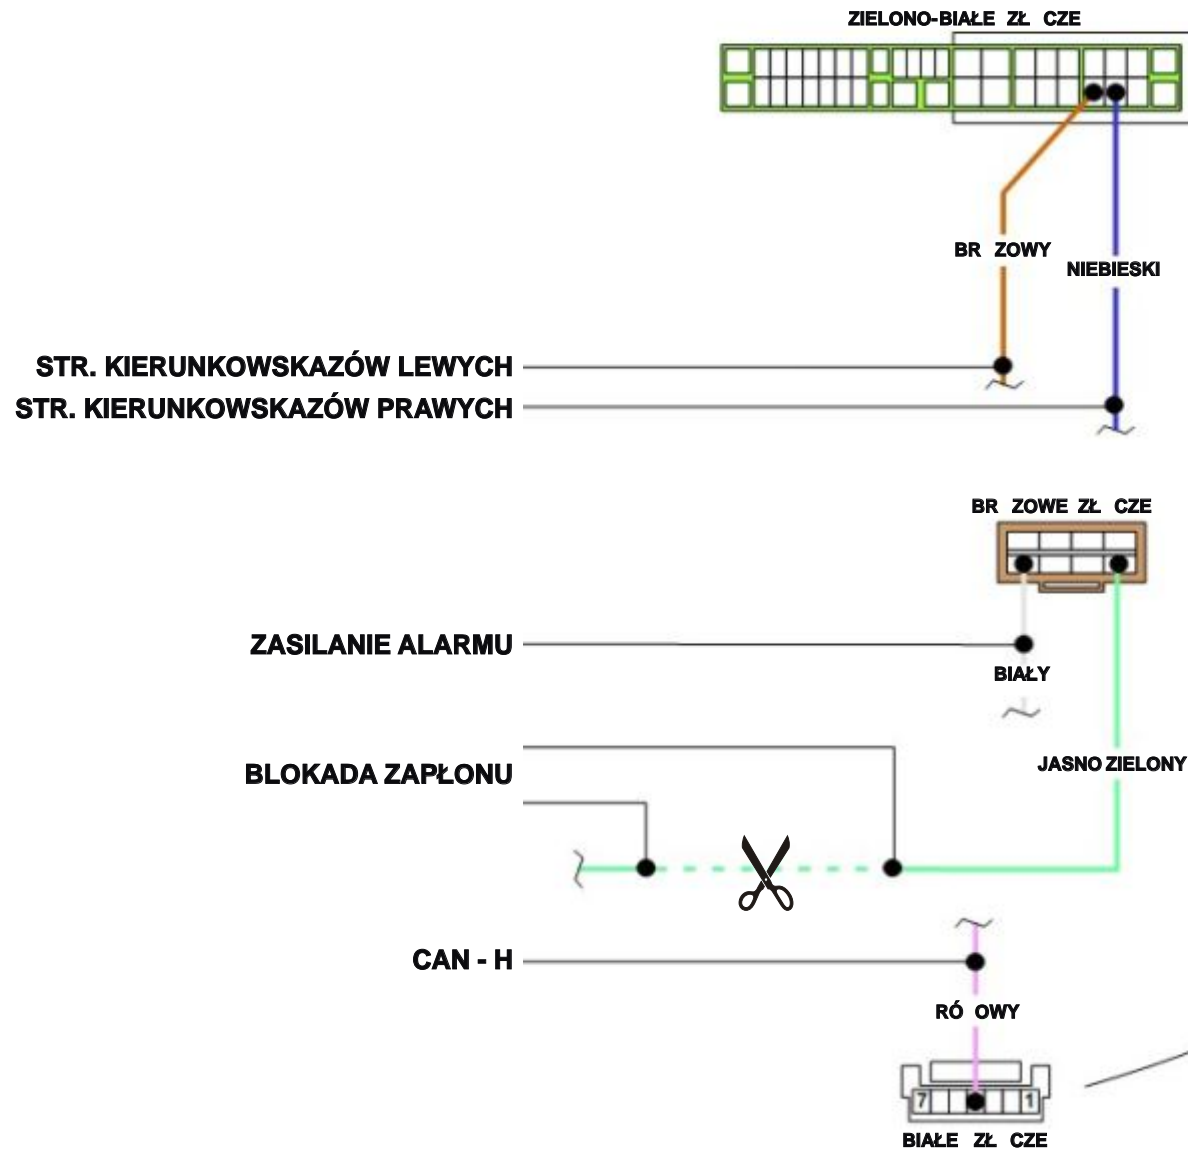 ZIELONO-BIAŁE ZŁ CZE
BR ZOWY
NIEBIESKI
STR. KIERUNKOWSKAZÓW LEWYCH
STR. KIERUNKOWSKAZÓW PRAWYCH
BR ZOWE ZŁ CZE
ZASILANIE ALARMU
BIAŁY
JASNO ZIELONY
BLOKADA ZAPŁONU
CAN - H
RÓ OWY
7 1
BIAŁE ZŁ CZE